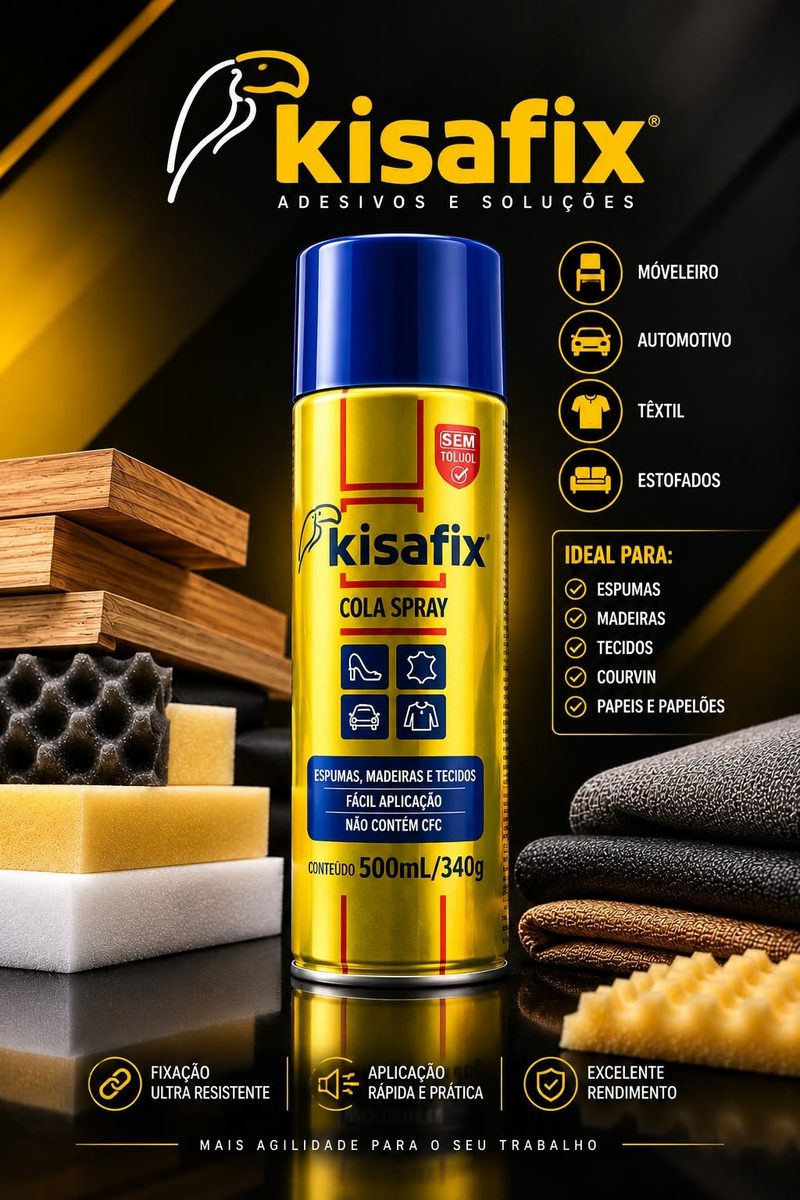 kisafix®
ADESIVOS E SOLUÇÕES
MÓVELEIRO
AUTOMOTIVO
TÊXTIL
ESTOFADOS
IDEAL PARA:
ESPUMAS
MADEIRAS
TECIDOS
COURVIN
PAPEIS E PAPELÕES
SEM
TOLUOL
kisafix®
COLA SPRAY
ESPUMAS, MADEIRAS E TECIDOS
FÁCIL APLICAÇÃO
NÃO CONTÉM CFC
CONTEÚDO 500mL/340g
FIXAÇÃO
ULTRA RESISTENTE
APLICAÇÃO
RÁPIDA E PRÁTICA
EXCELENTE
RENDIMENTO
MAIS AGILIDADE PARA O SEU TRABALHO